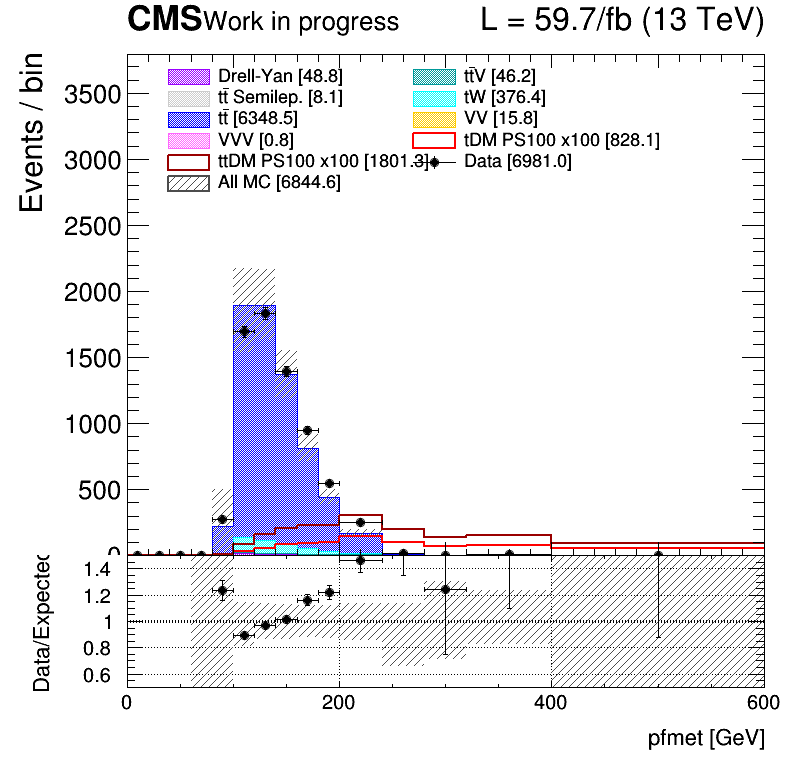 CMS Work in progress L = 59.7/fb (13 TeV)
Events / bin
3500
3000
2500
2000
1500
1000
500
0
Drell-Yan [48.8] tt̄V [46.2]
tt̄ Semilep. [8.1] tW [376.4]
tt̄ [6348.5] VV [15.8]
VVV [0.8] tDM PS100 x100 [828.1]
ttDM PS100 x100 [1801.3] Data [6981.0]
All MC [6844.6]
Data/Expected
1.4
1.2
1
0.8
0.6
0 200 400 600
pfmet [GeV]